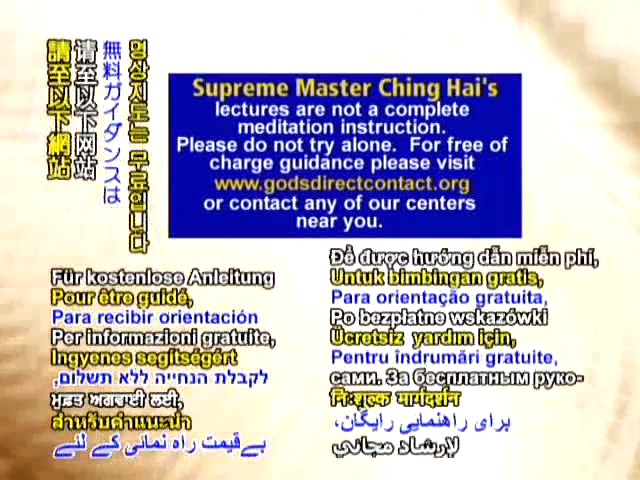 請至以下網站
请至以下网站
無料ガイダンスは
영상지도는 무료입니다
Supreme Master Ching Hai's
lectures are not a complete
meditation instruction.
Please do not try alone. For free of
charge guidance please visit
www.godsdirectcontact.org
or contact any of our centers
near you.
Für kostenlose Anleitung
Pour être guidé,
Para recibir orientación
Per informazioni gratuite,
Ingyenes segítségért
לקבלת הנחייה ללא תשלום,
ਮੁਫ਼ਤ ਅਗਵਾਈ ਲਈ,
สำหรับคำแนะนำ
بےقیمت راہ نمائی کے لئے
Để được hướng dẫn miễn phí,
Untuk bimbingan gratis,
Para orientação gratuita,
Po bezpłatne wskazówki
Ücretsiz yardım için,
Pentru îndrumări gratuite,
сами. За бесплатным руко-
निःशुल्क मार्गदर्शन
برای راهنمایی رایگان،
لإرشاد مجاني